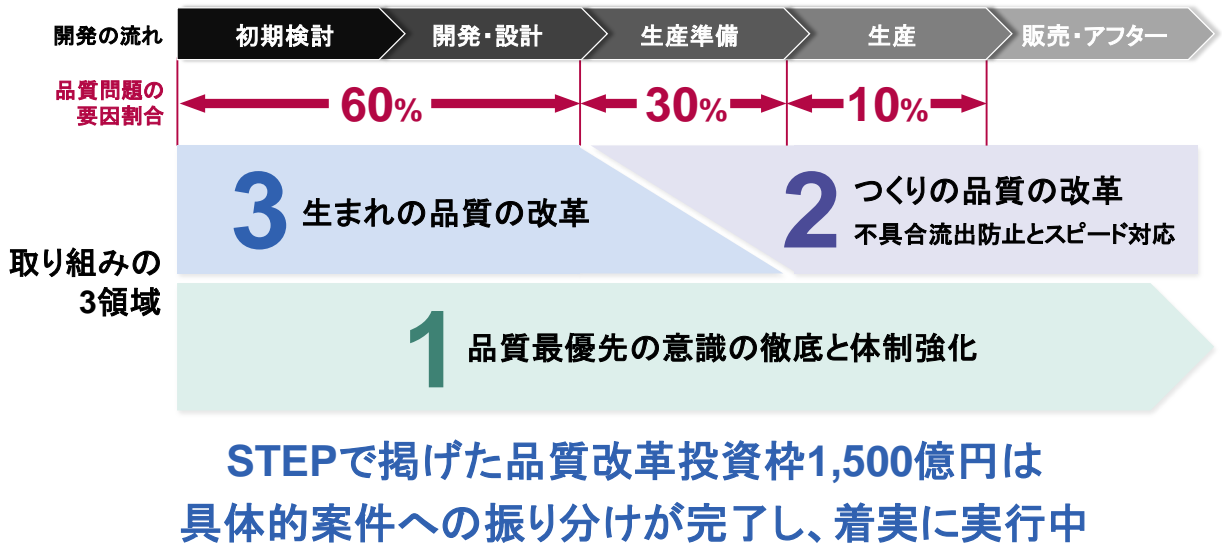 開発の流れ
初期検討
開発・設計
生産準備
生産
販売・アフター
品質問題の
要因割合
60%
30%
10%
取り組みの
3領域
3 生まれの品質の改革
2 つくりの品質の改革
不具合流出防止とスピード対応
1 品質最優先の意識の徹底と体制強化
STEPで掲げた品質改革投資枠1,500億円は
具体的案件への振り分けが完了し、着実に実行中